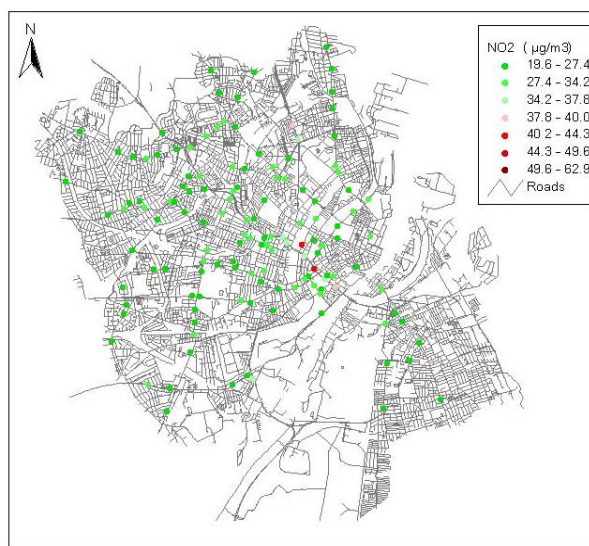 N
NO2 ( µg/m3)
19.6 - 27.4
27.4 - 34.2
34.2 - 37.8
37.8 - 40.0
40.2 - 44.3
44.3 - 49.6
49.6 - 62.9
Roads